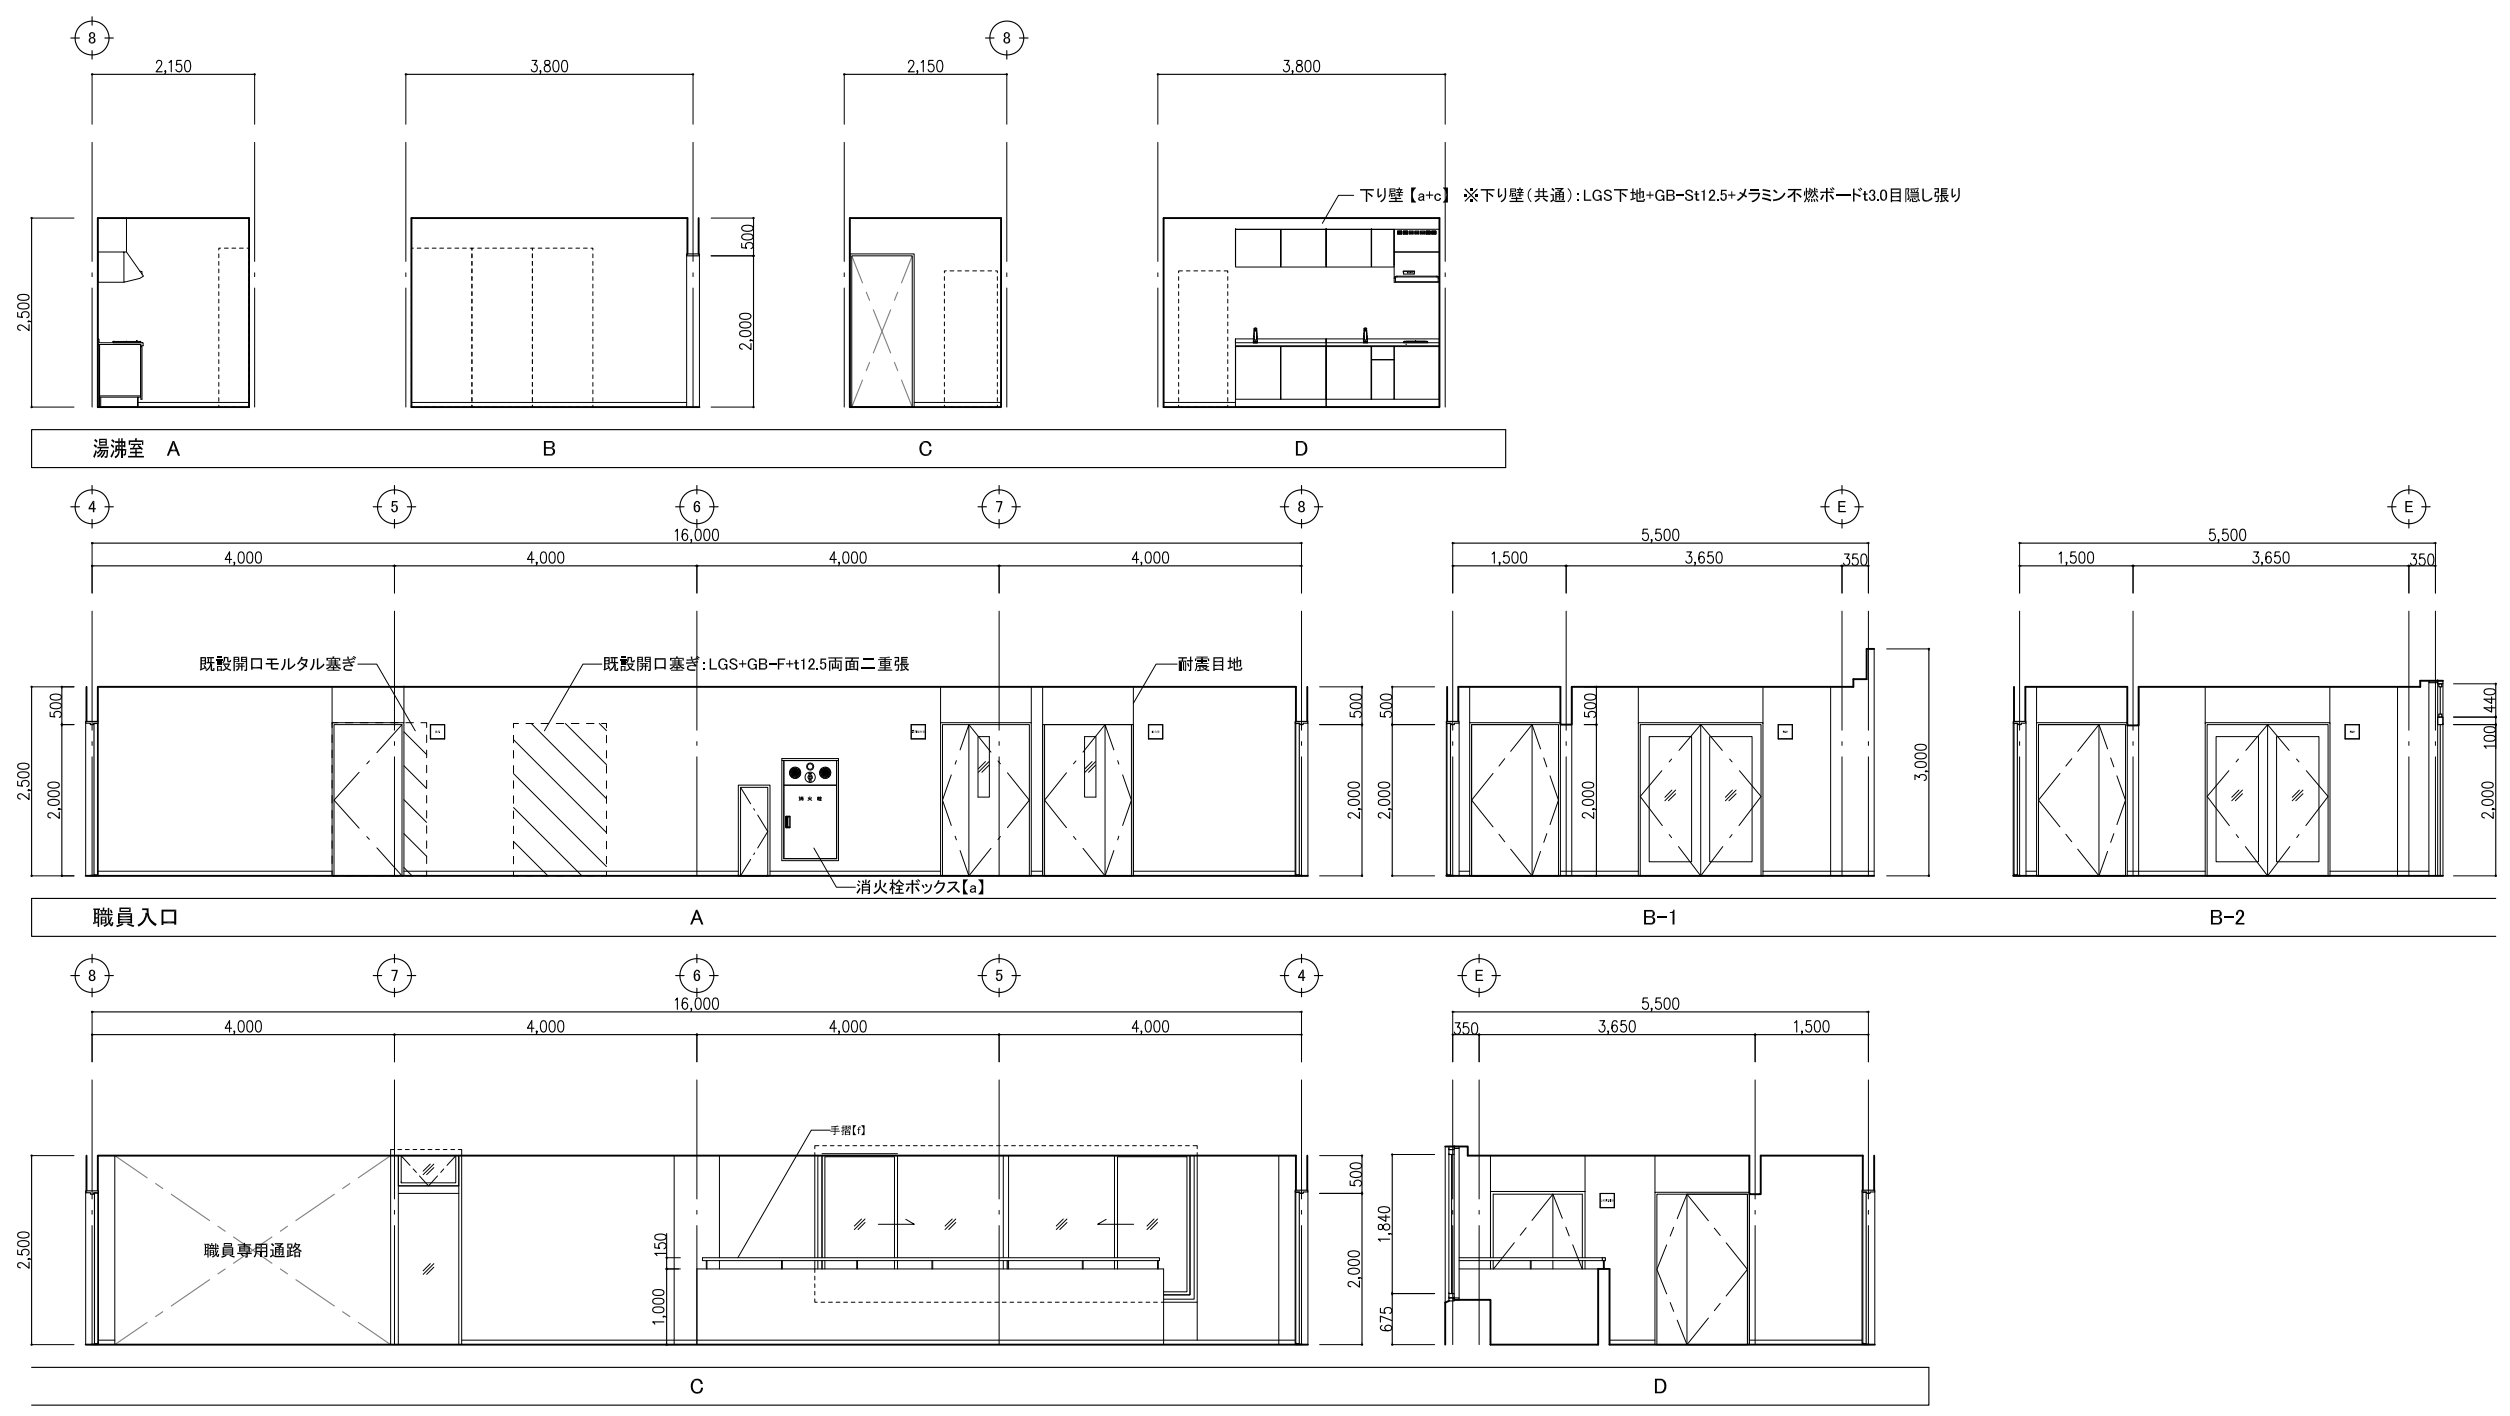 8
8
2,150
3,800
2,150
3,800
下り壁【a+c】 ※下り壁(共通):LGS下地+GB-St12.5+メラミン不燃ボードt3.0目隠し張り
500
2,500
2,000
湯沸室 A
B
C
D
4
5
6
7
8
E
E
16,000
5,500
5,500
4,000
4,000
4,000
4,000
1,500
3,650
350
1,500
3,650
350
既設開口モルタル塞ぎ
既設開口塞ぎ:LGS+GB-F+t12.5両面二重張
耐震目地
500
500
500
500
440
100
3,000
2,500
2,000
2,000
2,000
2,000
2,000
消火栓
消火栓ボックス【a】
職員入口
A
B-1
B-2
8
7
6
5
4
E
16,000
5,500
4,000
4,000
4,000
4,000
350
3,650
1,500
手摺【f】
500
1,840
150
職員専用通路
2,500
2,000
1,000
675
C
D